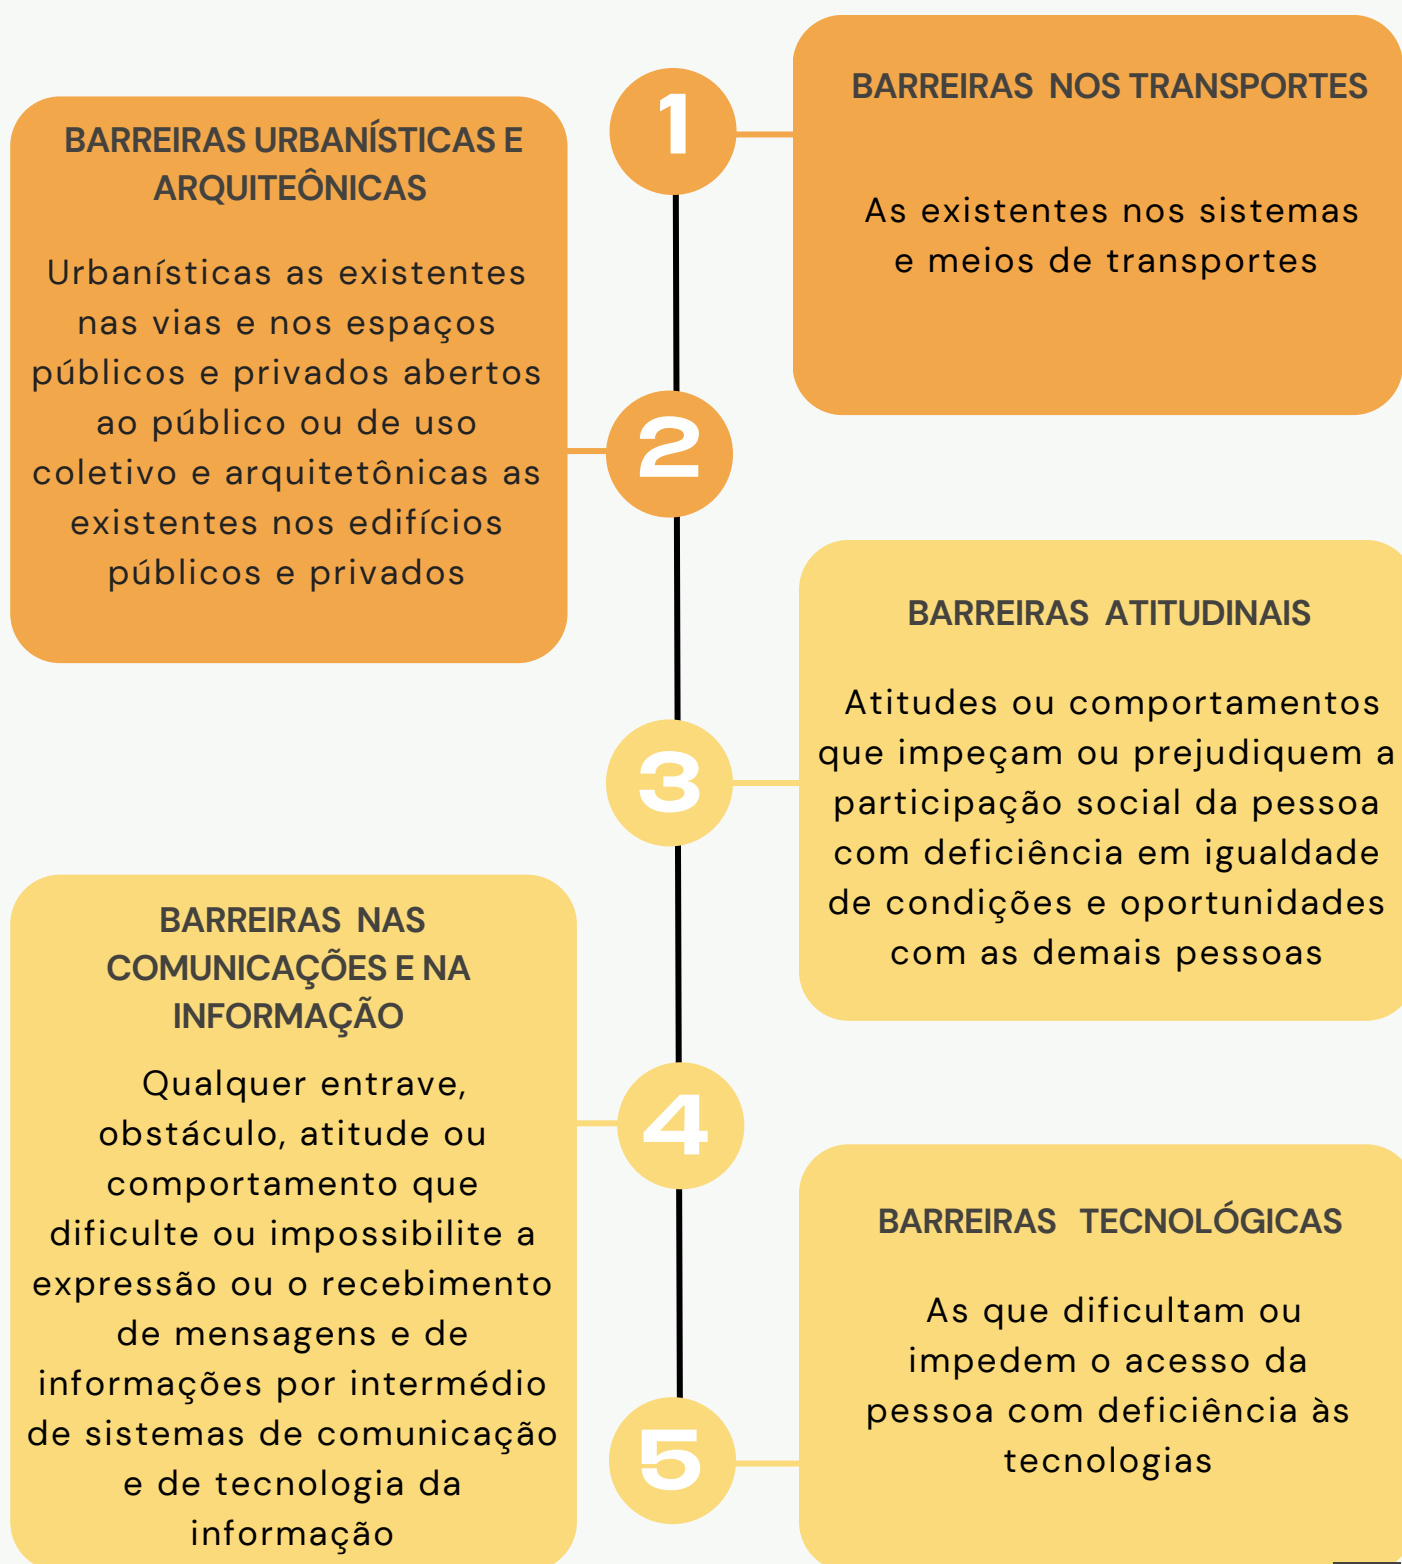 1
BARREIRAS NOS TRANSPORTES
As existentes nos sistemas
e meios de transportes
BARREIRAS URBANÍSTICAS E
ARQUITEÔNICAS
Urbanísticas as existentes
nas vias e nos espaços
públicos e privados abertos
ao público ou de uso
coletivo e arquitetônicas as
existentes nos edifícios
públicos e privados
2
3
BARREIRAS ATITUDINAIS
Atitudes ou comportamentos
que impeçam ou prejudiquem a
participação social da pessoa
com deficiência em igualdade
de condições e oportunidades
com as demais pessoas
BARREIRAS NAS
COMUNICAÇÕES E NA
INFORMAÇÃO
Qualquer entrave,
obstáculo, atitude ou
comportamento que
dificulte ou impossibilite a
expressão ou o recebimento
de mensagens e de
informações por intermédio
de sistemas de comunicação
e de tecnologia da
informação
4
5
BARREIRAS TECNOLÓGICAS
As que dificultam ou
impedem o acesso da
pessoa com deficiência às
tecnologias